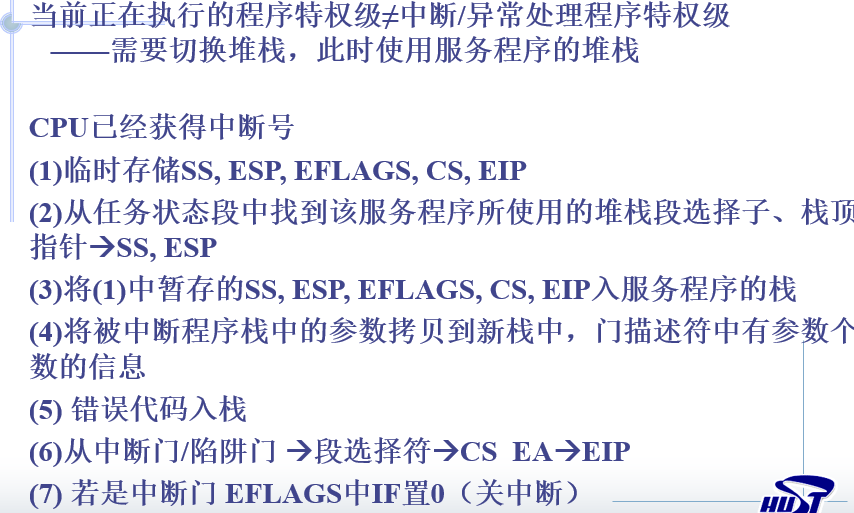 当前正在执行的程序特权级≠中断/异常处理程序特权级
——需要切换堆栈，此时使用服务程序的堆栈
CPU已经获得中断号
(1)临时存储SS, ESP, EFLAGS, CS, EIP
(2)从任务状态段中找到该服务程序所使用的堆栈段选择子、栈顶
指针→SS, ESP
(3)将(1)中暂存的SS, ESP, EFLAGS, CS, EIP入服务程序的栈
(4)将被中断程序栈中的参数拷贝到新栈中，门描述符中有参数个
数的信息
(5) 错误代码入栈
(6)从中断门/陷阱门 →段选择符→CS  EA→EIP
(7) 若是中断门 EFLAGS中IF置0（关中断）
HUST